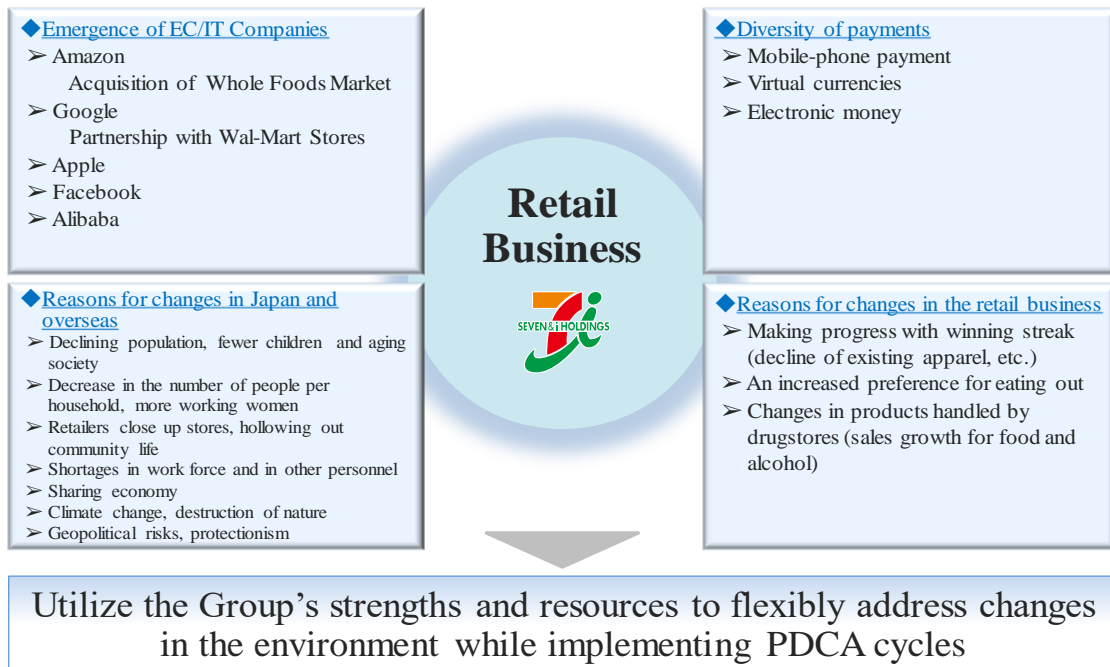 ◆Emergence of EC/IT Companies
➢ Amazon
Acquisition of Whole Foods Market
➢ Google
Partnership with Wal-Mart Stores
➢ Apple
➢ Facebook
➢ Alibaba
◆Diversity of payments
➢ Mobile-phone payment
➢ Virtual currencies
➢ Electronic money
Retail
Business
SEVEN & i HOLDINGS
◆Reasons for changes in Japan and
overseas
➢ Declining population, fewer children and aging
society
➢ Decrease in the number of people per
household, more working women
➢ Retailers close up stores, hollowing out
community life
➢ Shortages in work force and in other personnel
➢ Sharing economy
➢ Climate change, destruction of nature
➢ Geopolitical risks, protectionism
◆Reasons for changes in the retail business
➢ Making progress with winning streak
(decline of existing apparel, etc.)
➢ An increased preference for eating out
➢ Changes in products handled by
drugstores (sales growth for food and
alcohol)
Utilize the Group's strengths and resources to flexibly address changes
in the environment while implementing PDCA cycles